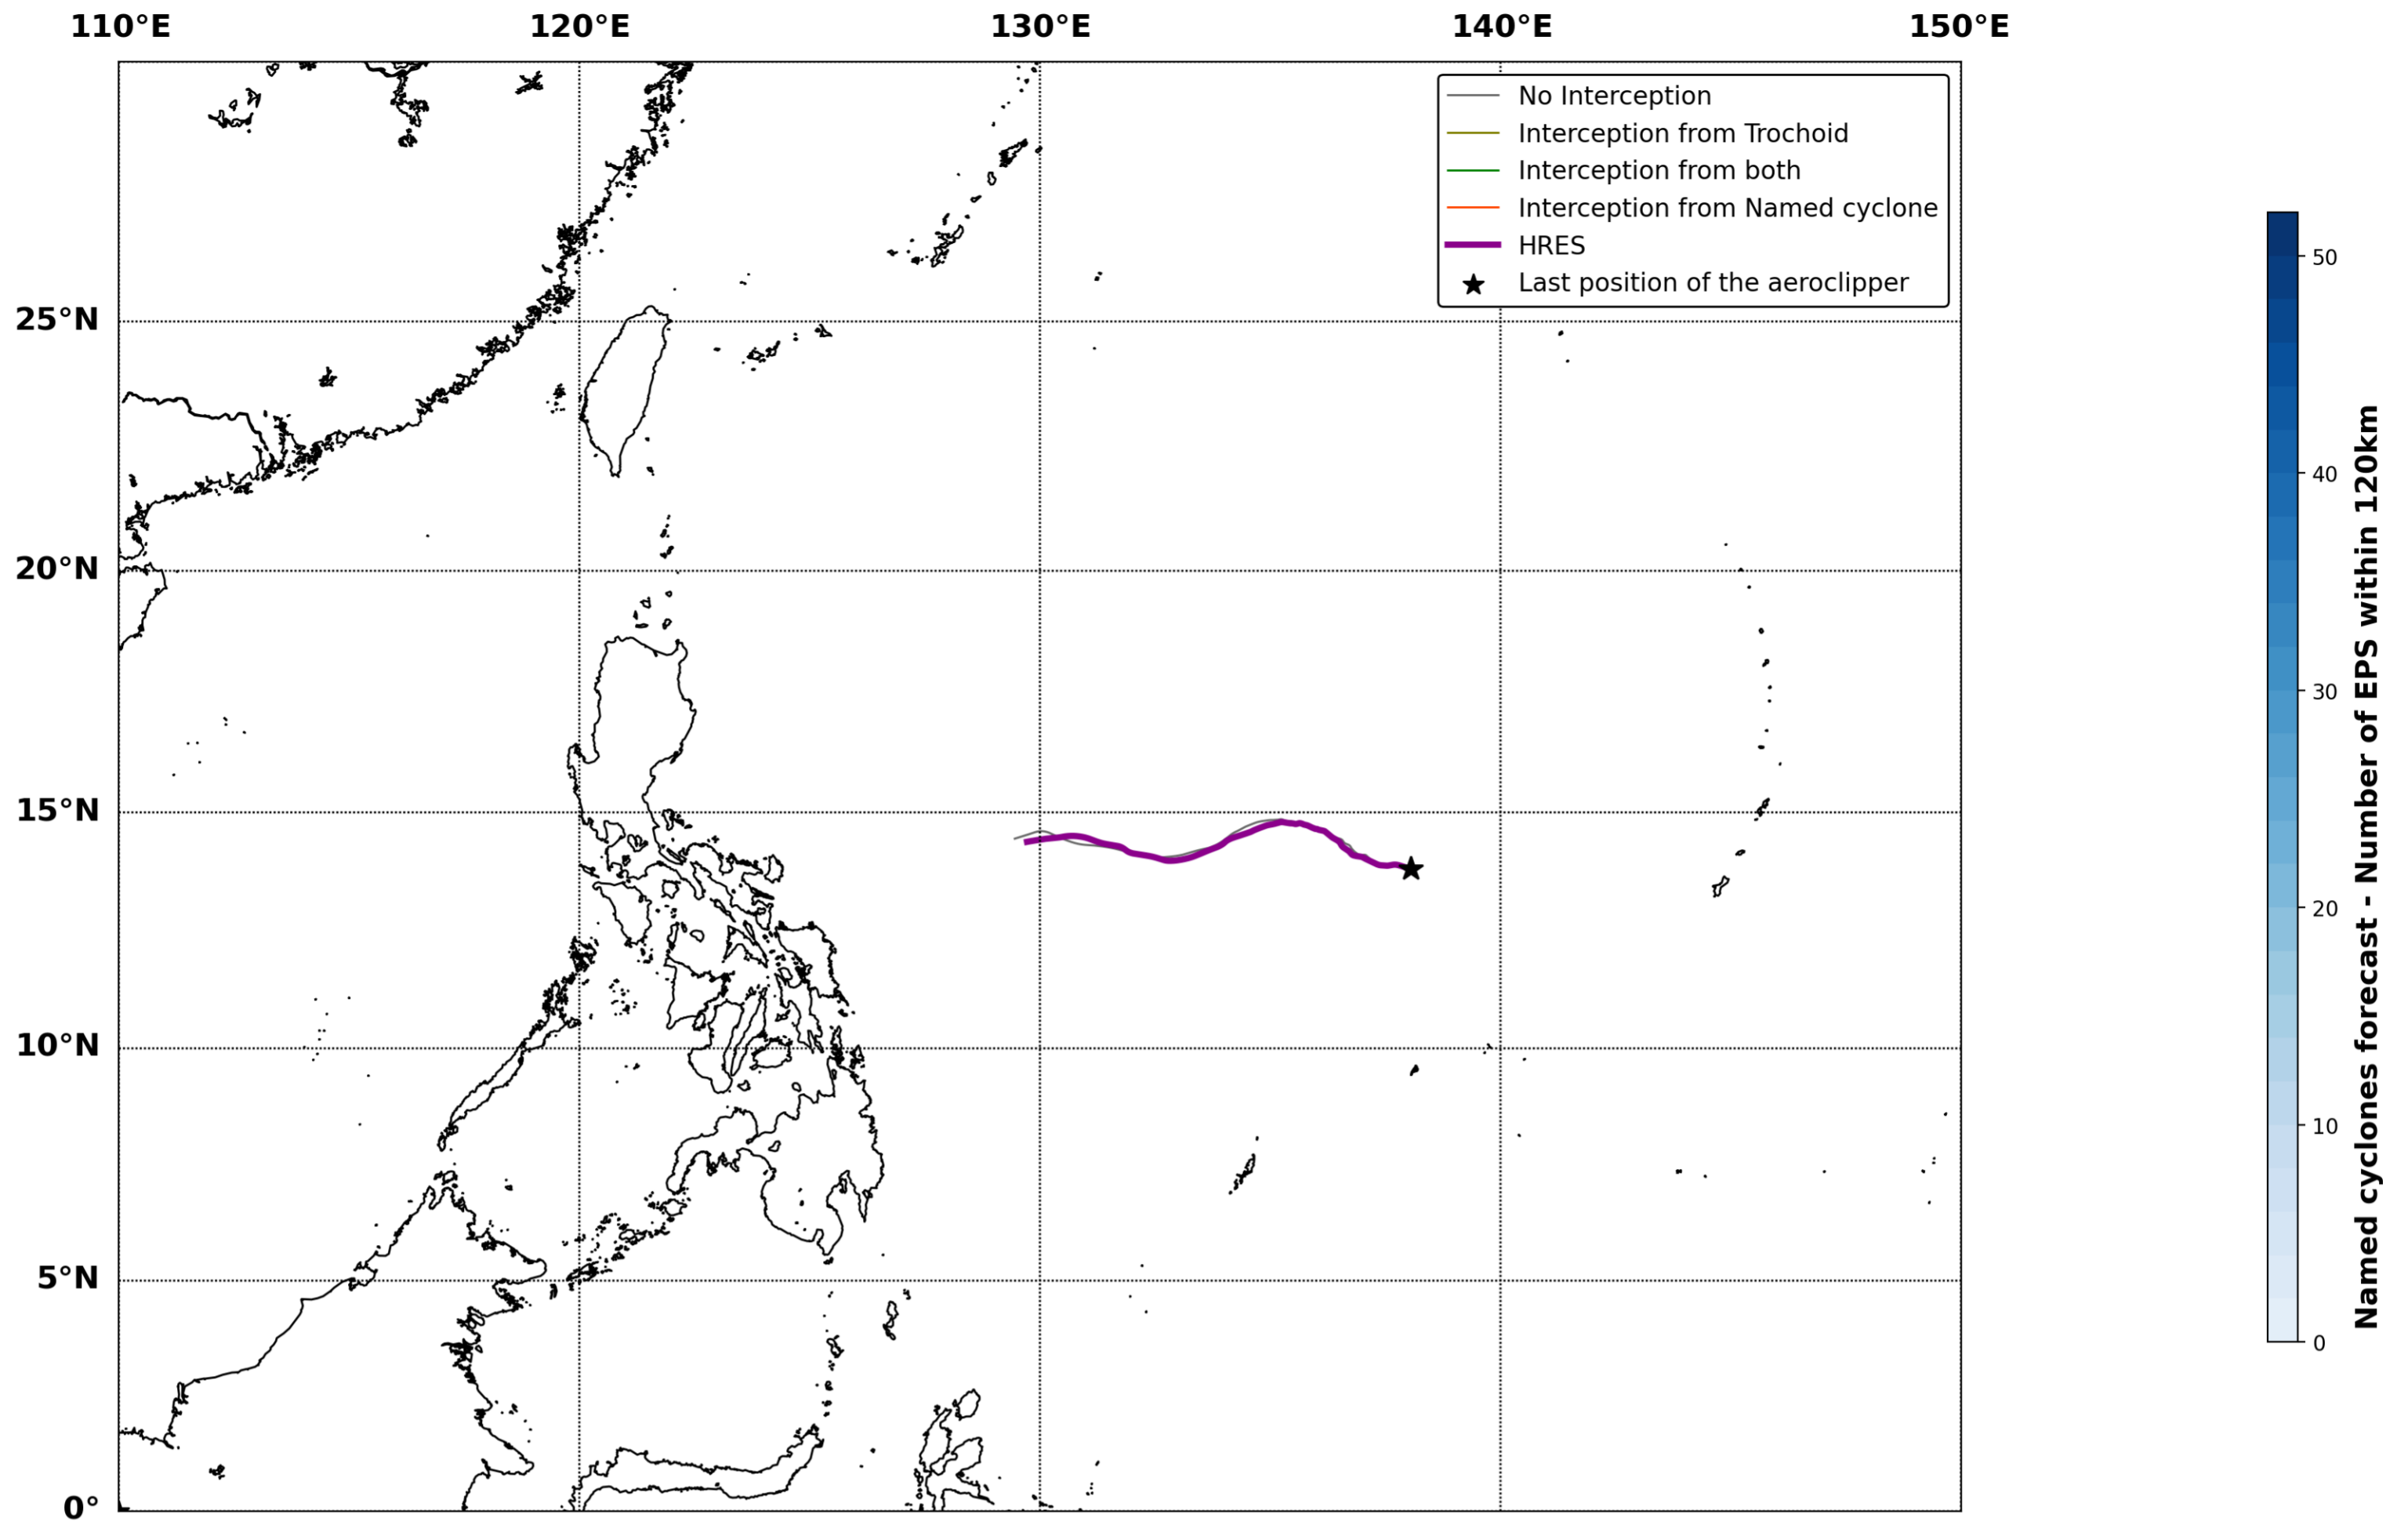 110°E 120°E 130°E 140°E 150°E
No Interception
Interception from Trochoid
Interception from both
Interception from Named cyclone
HRES
Last position of the aeroclipper
25°N
20°N
15°N
10°N
5°N
0°
50
40
30
20
10
0
Named cyclones forecast - Number of EPS within 120km